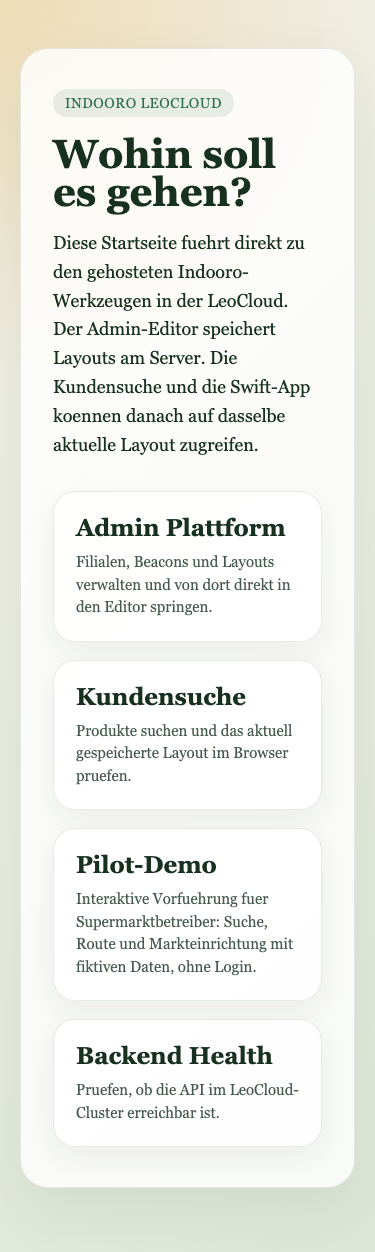 INDOORO LEOCLOUD
Wohin soll
es gehen?
Diese Startseite fuehrt direkt zu
den gehosteten Indooro-
Werkzeugen in der LeoCloud.
Der Admin-Editor speichert
Layouts am Server. Die
Kundensuche und die Swift-App
koennen danach auf dasselbe
aktuelle Layout zugreifen.
Admin Plattform
Filialen, Beacons und Layouts
verwalten und von dort direkt in
den Editor springen.
Kundensuche
Produkte suchen und das aktuell
gespeicherte Layout im Browser
pruefen.
Pilot-Demo
Interaktive Vorfuehrung fuer
Supermarktbetreiber: Suche,
Route und Markteinrichtung mit
fiktiven Daten, ohne Login.
Backend Health
Pruefen, ob die API im LeoCloud-
Cluster erreichbar ist.